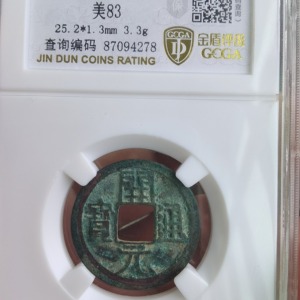 美83
25.2*1.3mm 3.3g
查询编码 87094278
JIN DUN COINS RATING
GCGA
金盾评级
GCGA
開元通寶